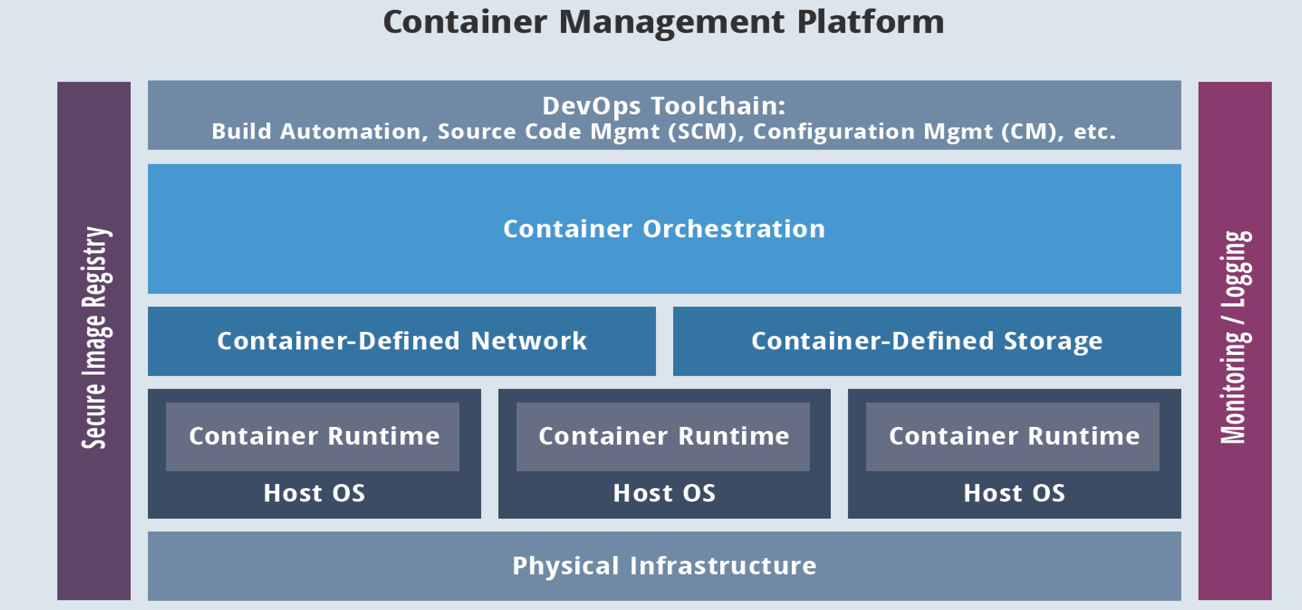 Container Management Platform
Secure Image Registry
DevOps Toolchain:
Build Automation, Source Code Mgmt (SCM), Configuration Mgmt (CM), etc.
Container Orchestration
Container-Defined Network
Container-Defined Storage
Container Runtime
Host OS
Container Runtime
Host OS
Container Runtime
Host OS
Physical Infrastructure
Monitoring / Logging